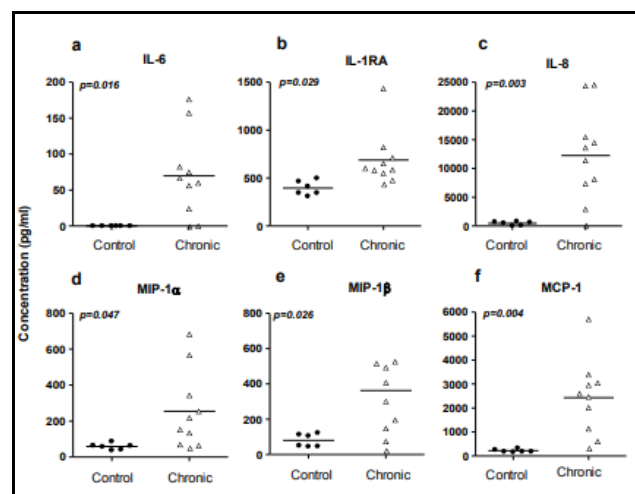 a
IL-6
p=0.016
200
150
100
50
0
Control Chronic
b
IL-1RA
p=0.029
1500
1000
500
0
Control Chronic
c
IL-8
p=0.003
25000
20000
15000
10000
5000
0
Control Chronic
Concentration (pg/ml)
d
MIP-1α
p=0.047
800
600
400
200
0
Control Chronic
e
MIP-1β
p=0.026
800
600
400
200
0
Control Chronic
f
MCP-1
p=0.004
6000
5000
4000
3000
2000
1000
0
Control Chronic